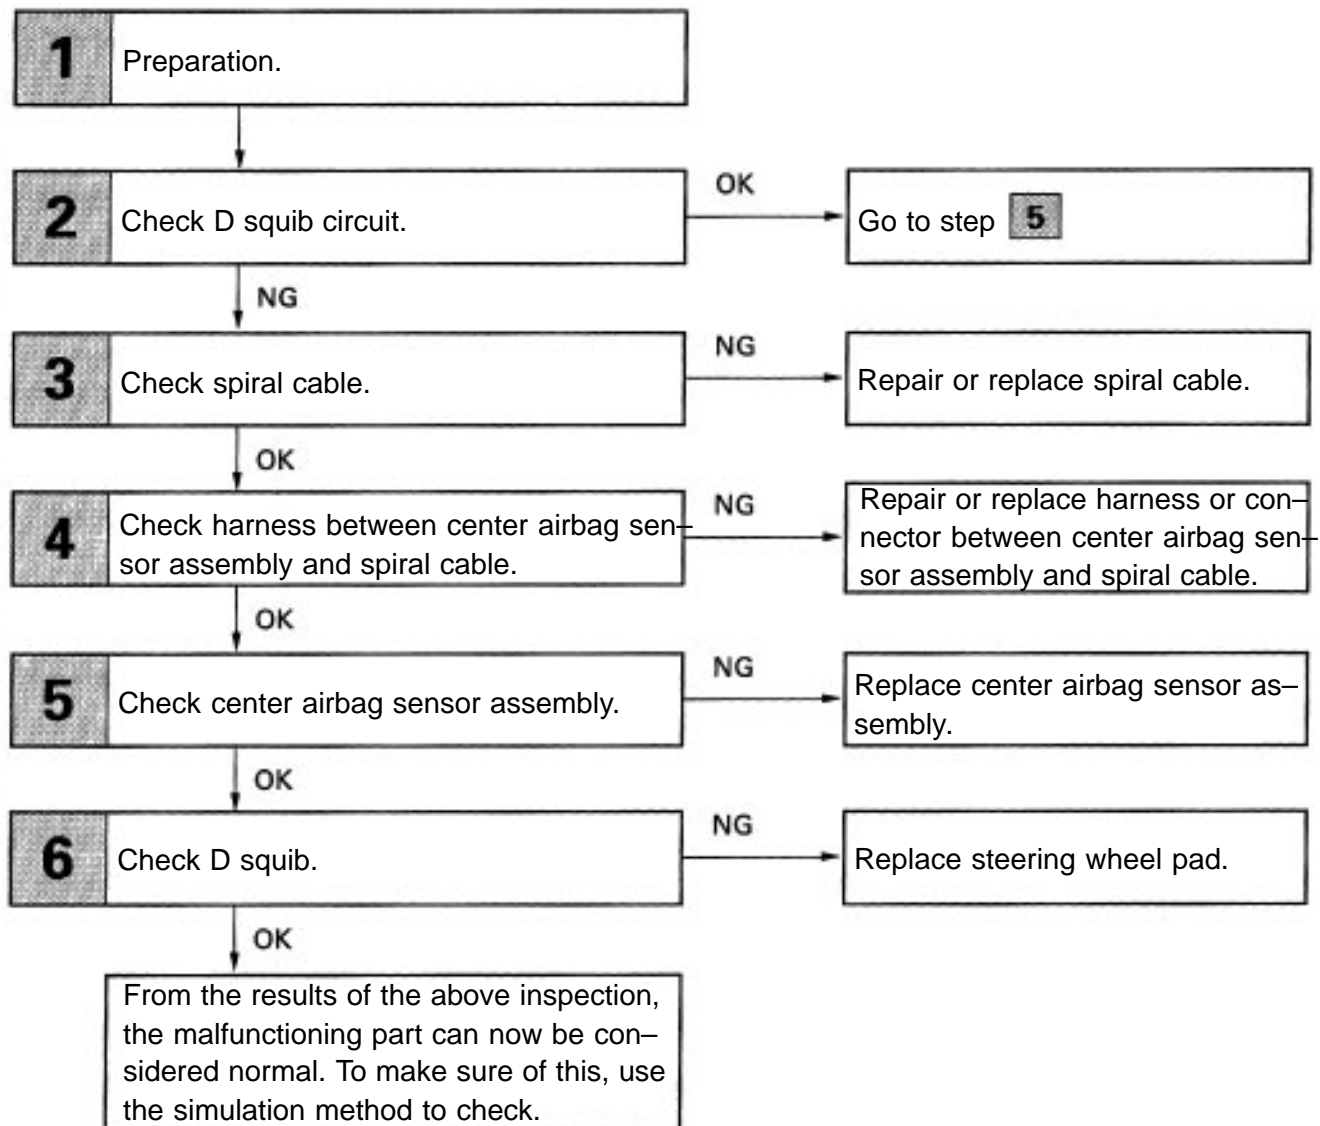 1 Preparation.
2 Check D squib circuit.
OK
Go to step 5
NG
3 Check spiral cable.
NG
Repair or replace spiral cable.
OK
4 Check harness between center airbag sen–
sor assembly and spiral cable.
NG
Repair or replace harness or con–
nector between center airbag sen–
sor assembly and spiral cable.
OK
5 Check center airbag sensor assembly.
NG
Replace center airbag sensor as–
sembly.
OK
6 Check D squib.
NG
Replace steering wheel pad.
OK
From the results of the above inspection,
the malfunctioning part can now be con–
sidered normal. To make sure of this, use
the simulation method to check.